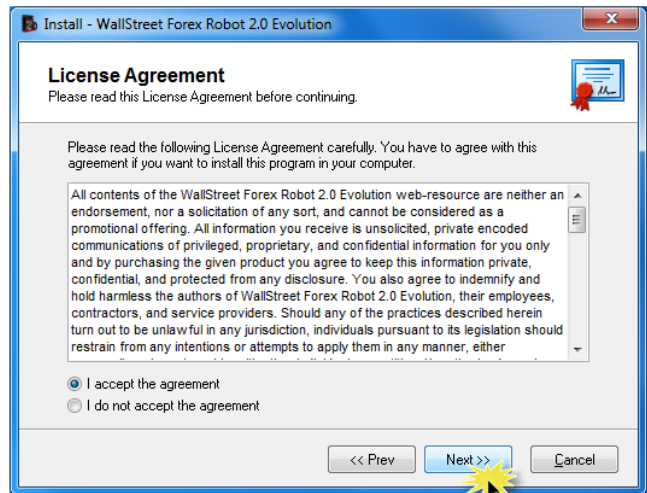 Install - WallStreet Forex Robot 2.0 Evolution
License Agreement
Please read this License Agreement before continuing.
Please read the following License Agreement carefully. You have to agree with this
agreement if you want to install this program in your computer.
All contents of the WallStreet Forex Robot 2.0 Evolution web-resource are neither an
endorsement, nor a solicitation of any sort, and cannot be considered as a
promotional offering. All information you receive is unsolicited, private encoded
communications of privileged, proprietary, and confidential information for you only
and by purchasing the given product you agree to keep this information private,
confidential, and protected from any disclosure. You also agree to indemnify and
hold harmless the authors of WallStreet Forex Robot 2.0 Evolution, their employees,
contractors, and service providers. Should any of the practices described herein
turn out to be unlawful in any jurisdiction, individuals pursuant to its legislation should
restrain from any intentions or attempts to apply them in any manner, either
I accept the agreement
I do not accept the agreement
<< Prev
Next >>
Cancel